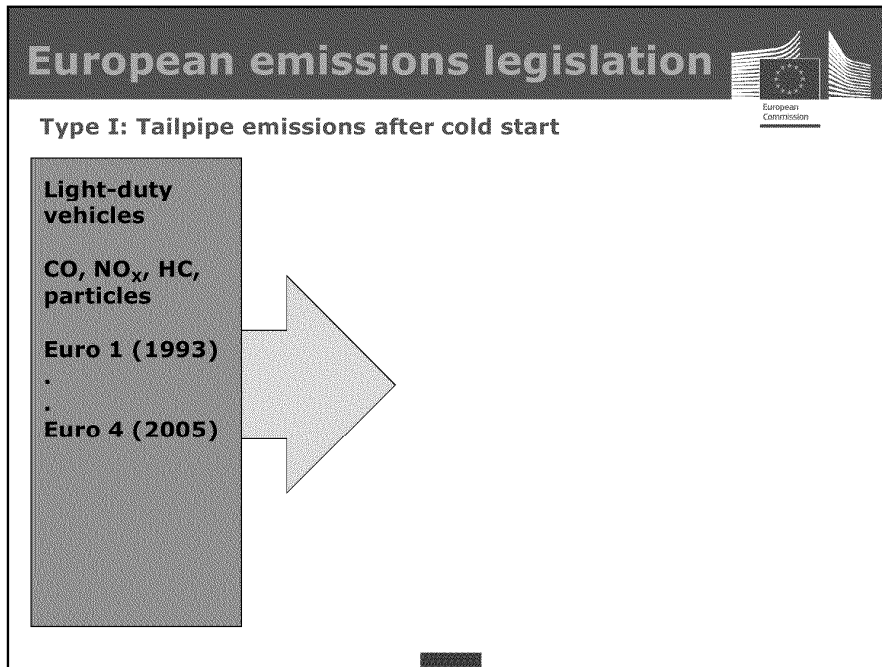 European emissions legislation
European
Commission
Type I: Tailpipe emissions after cold start
Light-duty
vehicles
CO, NOx, HC,
particles
Euro 1 (1993)
.
.
Euro 4 (2005)